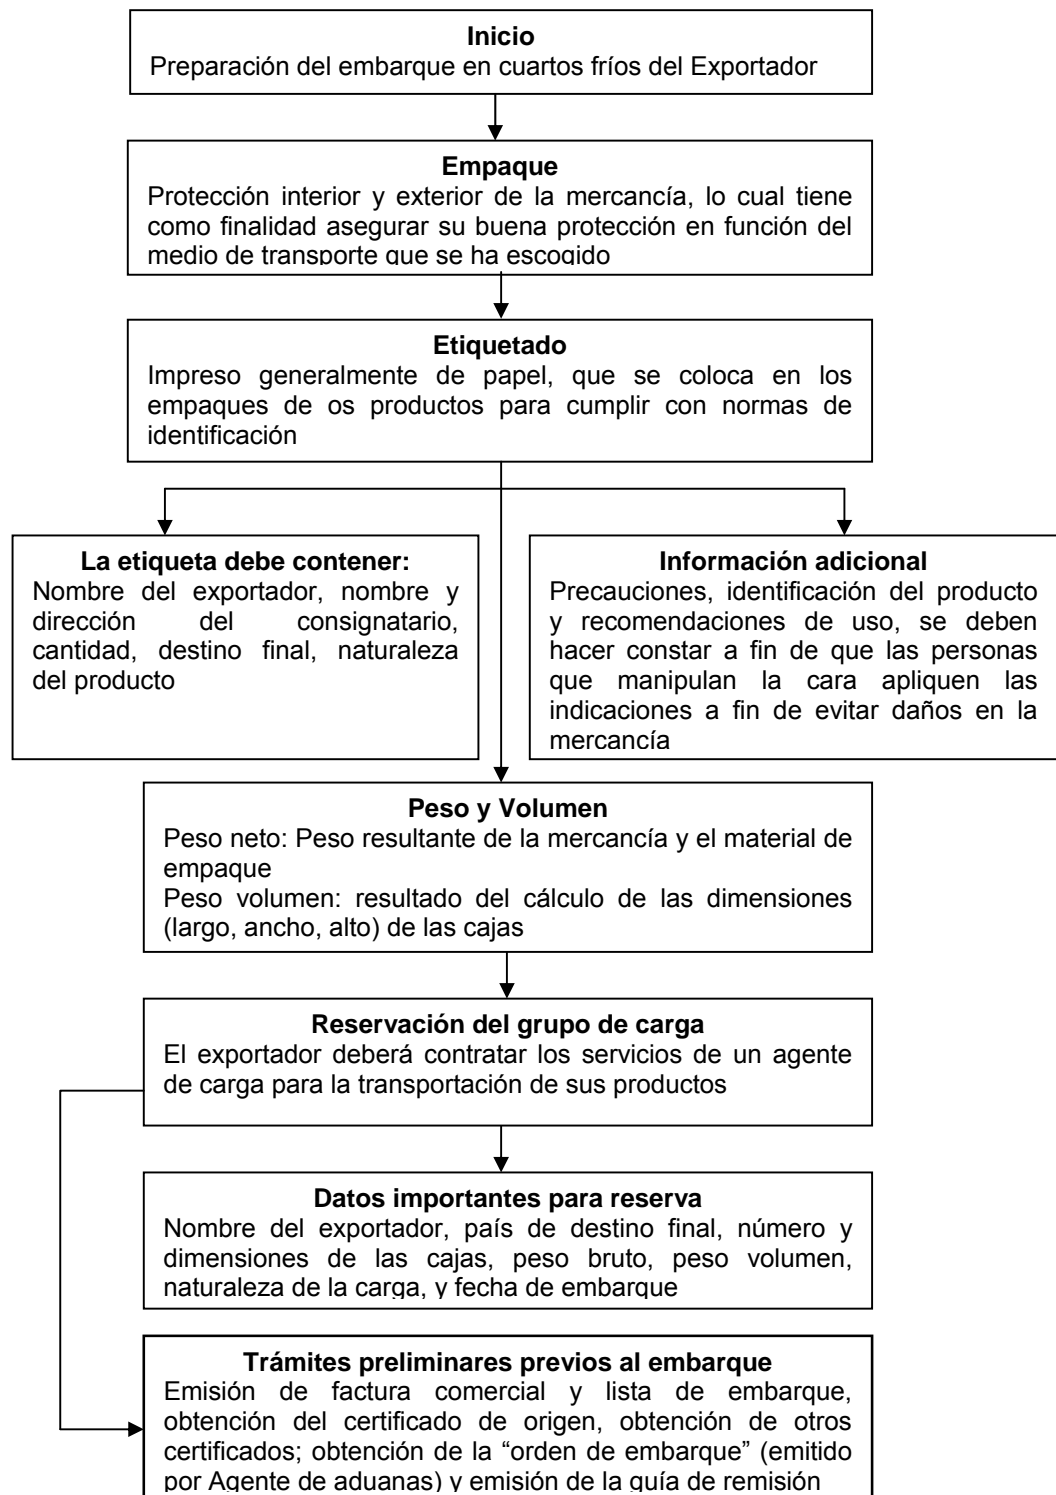 Inicio
Preparación del embarque en cuartos fríos del Exportador
Empaque
Protección interior y exterior de la mercancía, lo cual tiene
como finalidad asegurar su buena protección en función del
medio de transporte que se ha escogido
Etiquetado
Impreso generalmente de papel, que se coloca en los
empaques de os productos para cumplir con normas de
identificación
La etiqueta debe contener:
Nombre del exportador, nombre y
dirección del consignatario,
cantidad, destino final, naturaleza
del producto
Información adicional
Precauciones, identificación del producto
y recomendaciones de uso, se deben
hacer constar a fin de que las personas
que manipulan la cara apliquen las
indicaciones a fin de evitar daños en la
mercancía
Peso y Volumen
Peso neto: Peso resultante de la mercancía y el material de
empaque
Peso volumen: resultado del cálculo de las dimensiones
(largo, ancho, alto) de las cajas
Reservación del grupo de carga
El exportador deberá contratar los servicios de un agente
de carga para la transportación de sus productos
Datos importantes para reserva
Nombre del exportador, país de destino final, número y
dimensiones de las cajas, peso bruto, peso volumen,
naturaleza de la carga, y fecha de embarque
Trámites preliminares previos al embarque
Emisión de factura comercial y lista de embarque,
obtención del certificado de origen, obtención de otros
certificados; obtención de la “orden de embarque” (emitido
por Agente de aduanas) y emisión de la guía de remisión